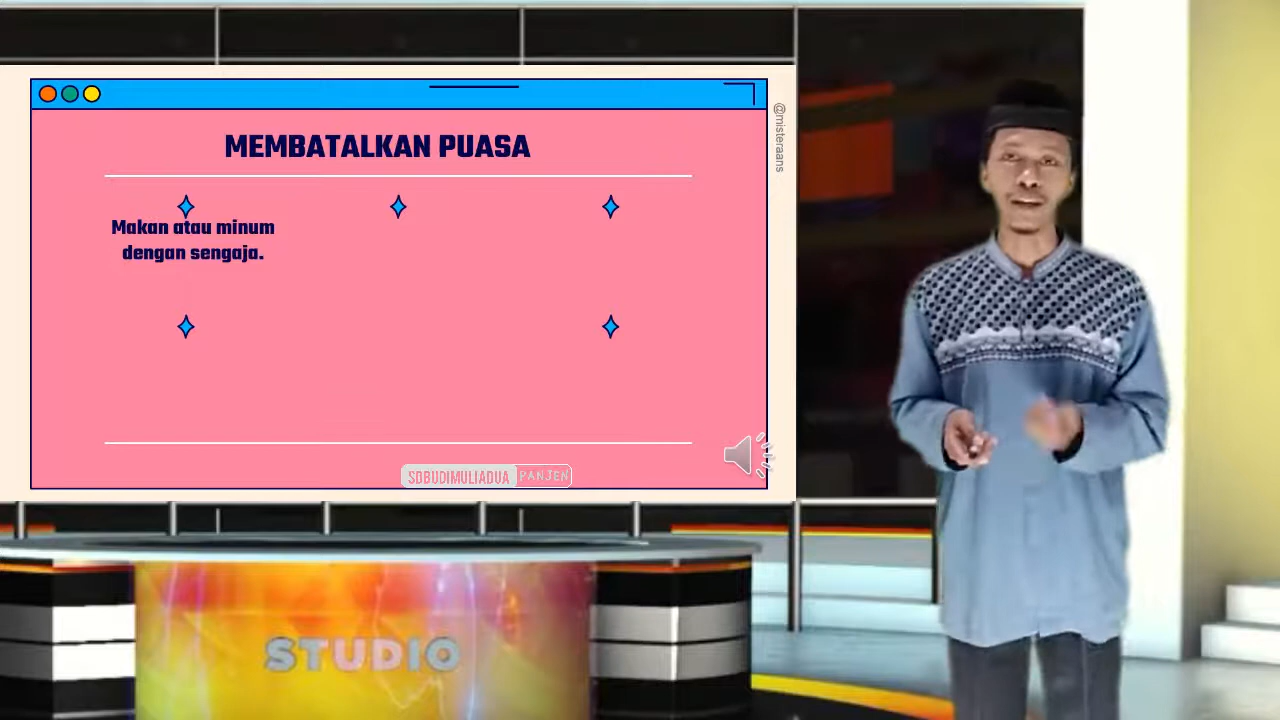 MEMBATALKAN PUASA
@misteraans
Makan atau minum
dengan sengaja.
SDBUDIMULIADUA PANJEN
STUDIO